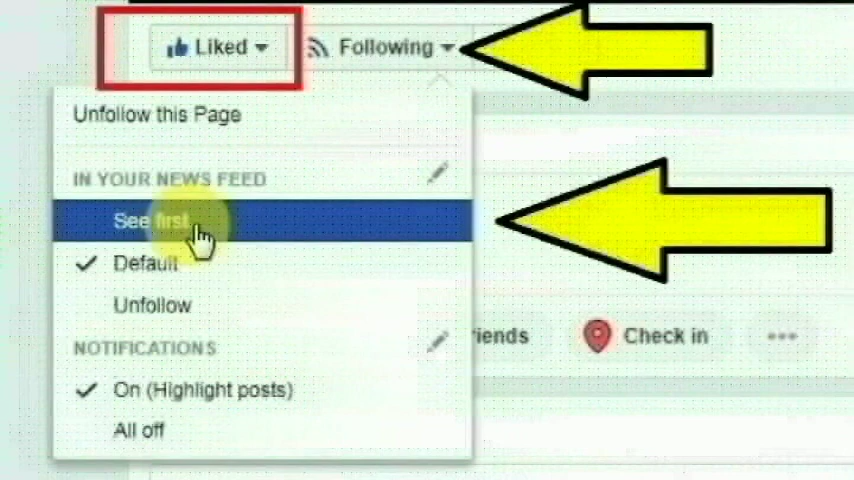 Liked
Following
Unfollow this Page
IN YOUR NEWS FEED
See first
Default
Unfollow
riends
Check in
NOTIFICATIONS
On (Highlight posts)
All off